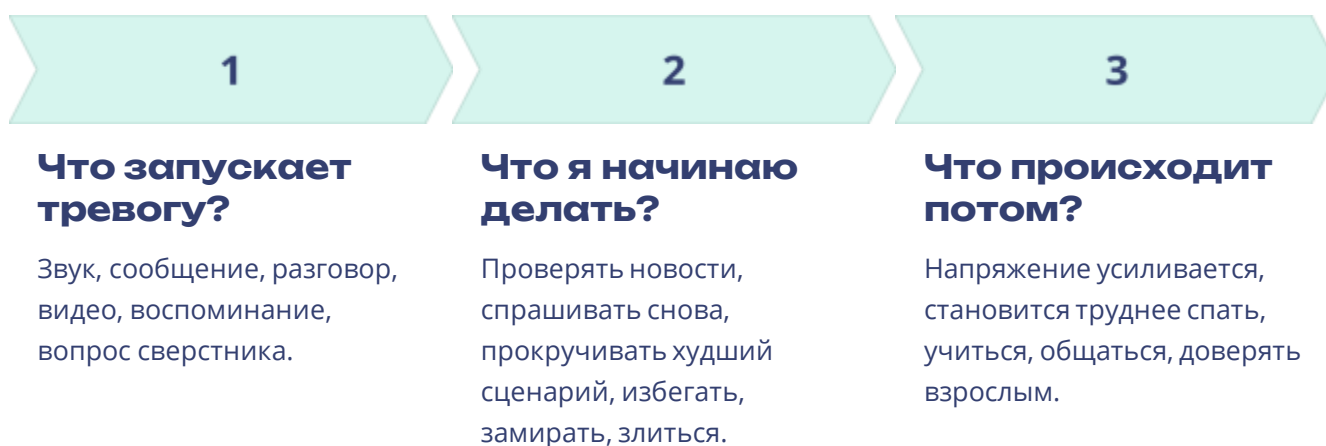 1
Что запускает
тревогу?
Звук, сообщение, разговор,
видео, воспоминание,
вопрос сверстника.
2
Что я начинаю
делать?
Проверять новости,
спрашивать снова,
прокручивать худший
сценарий, избегать,
замирать, злиться.
3
Что происходит
потом?
Напряжение усиливается,
становится труднее спать,
учиться, общаться, доверять
взрослым.